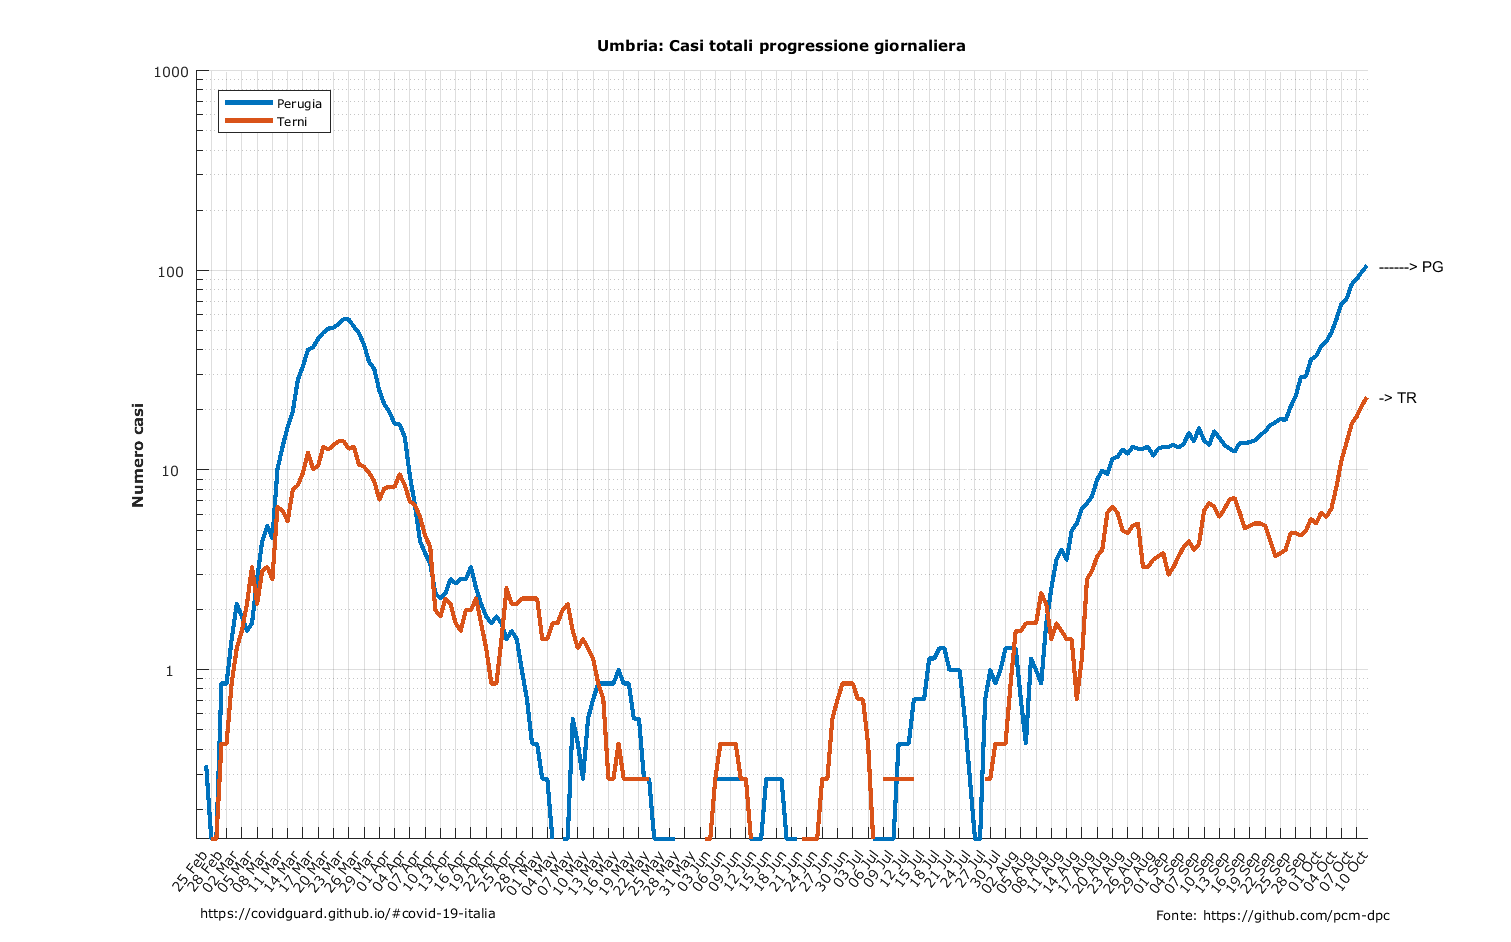 Umbria: Casi totali progressione giornaliera
1000
100
10
1
Numero casi
Perugia
Terni
------> PG
-> TR
25 Feb
28 Feb
02 Mar
05 Mar
08 Mar
11 Mar
14 Mar
17 Mar
20 Mar
23 Mar
26 Mar
29 Mar
01 Apr
04 Apr
07 Apr
10 Apr
13 Apr
16 Apr
19 Apr
22 Apr
25 Apr
28 Apr
01 May
04 May
07 May
10 May
13 May
16 May
19 May
22 May
25 May
28 May
31 May
03 Jun
06 Jun
09 Jun
12 Jun
15 Jun
18 Jun
21 Jun
24 Jun
27 Jun
30 Jun
03 Jul
06 Jul
09 Jul
12 Jul
15 Jul
18 Jul
21 Jul
24 Jul
27 Jul
30 Jul
02 Aug
05 Aug
08 Aug
11 Aug
14 Aug
17 Aug
20 Aug
23 Aug
26 Aug
29 Aug
01 Sep
04 Sep
07 Sep
10 Sep
13 Sep
16 Sep
19 Sep
22 Sep
25 Sep
28 Sep
01 Oct
04 Oct
07 Oct
10 Oct
https://covidguard.github.io/#covid-19-italia
Fonte: https://github.com/pcm-dpc